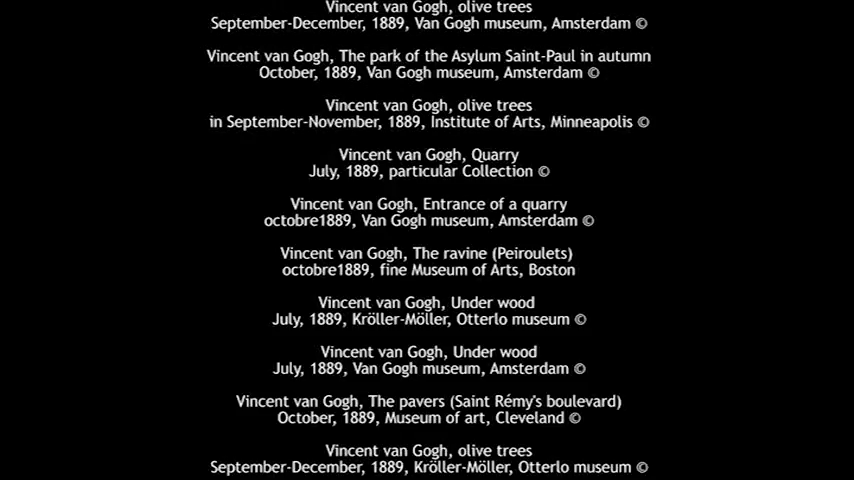 Vincent van Gogh, olive trees
September-December, 1889, Van Gogh museum, Amsterdam ©
Vincent van Gogh, The park of the Asylum Saint-Paul in autumn
October, 1889, Van Gogh museum, Amsterdam ©
Vincent van Gogh, olive trees
in September-November, 1889, Institute of Arts, Minneapolis ©
Vincent van Gogh, Quarry
July, 1889, particular Collection ©
Vincent van Gogh, Entrance of a quarry
octobre1889, Van Gogh museum, Amsterdam ©
Vincent van Gogh, The ravine (Peiroulets)
octobre1889, fine Museum of Arts, Boston
Vincent van Gogh, Under wood
July, 1889, Kröller-Möller, Otterlo museum ©
Vincent van Gogh, Under wood
July, 1889, Van Gogh museum, Amsterdam ©
Vincent van Gogh, The pavers (Saint Rémy's boulevard)
October, 1889, Museum of art, Cleveland ©
Vincent van Gogh, olive trees
September-December, 1889, Kröller-Möller, Otterlo museum ©